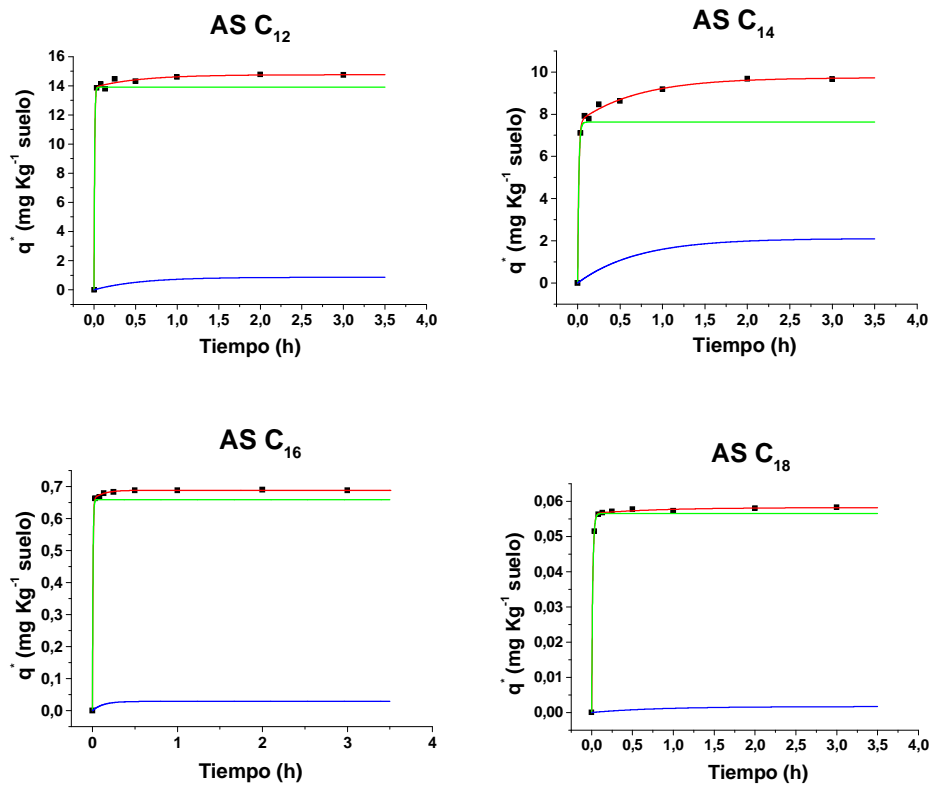 AS C12
16
14
12
10
8
6
4
2
0
q* (mg Kg-1 suelo)
0,0 0,5 1,0 1,5 2,0 2,5 3,0 3,5 4,0
Tiempo (h)
AS C14
10
8
6
4
2
0
q* (mg Kg-1 suelo)
0,0 0,5 1,0 1,5 2,0 2,5 3,0 3,5 4,0
Tiempo (h)
AS C16
0,7
0,6
0,5
0,4
0,3
0,2
0,1
0,0
q* (mg Kg-1 suelo)
0 1 2 3 4
Tiempo (h)
AS C18
0,06
0,05
0,04
0,03
0,02
0,01
0,00
q* (mg Kg-1 suelo)
0,0 0,5 1,0 1,5 2,0 2,5 3,0 3,5 4,0
Tiempo (h)